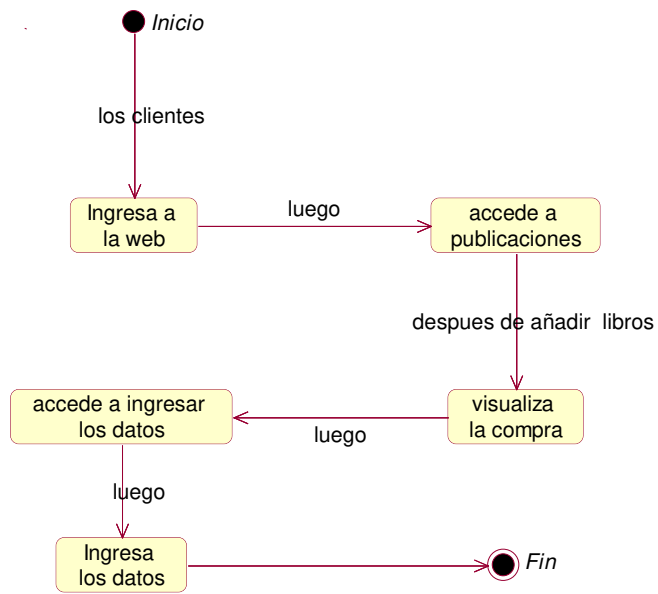 Inicio
los clientes
Ingresa a
la web
luego
accede a
publicaciones
despues de añadir libros
visualiza
la compra
luego
accede a ingresar
los datos
luego
Ingresa
los datos
Fin